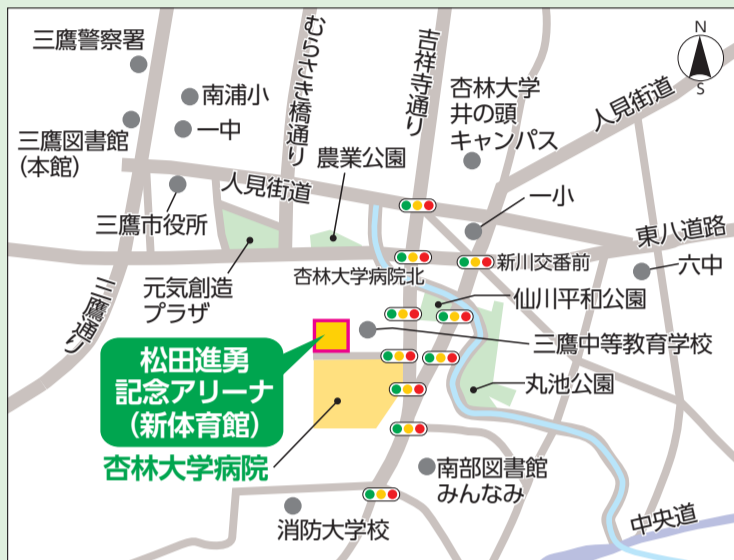 三鷹警察署
南浦小
三鷹図書館
(本館)
一中
むらさき橋通り
吉祥寺通り
杏林大学
井の頭
キャンパス
人見街道
N
S
農業公園
人見街道
三鷹市役所
一小
東八道路
杏林大学病院北
新川交番前
六中
元気創造
プラザ
仙川平和公園
三鷹通り
三鷹中等教育学校
松田進勇
記念アリーナ
(新体育館)
丸池公園
杏林大学病院
南部図書館
みんなみ
消防大学校
中央道